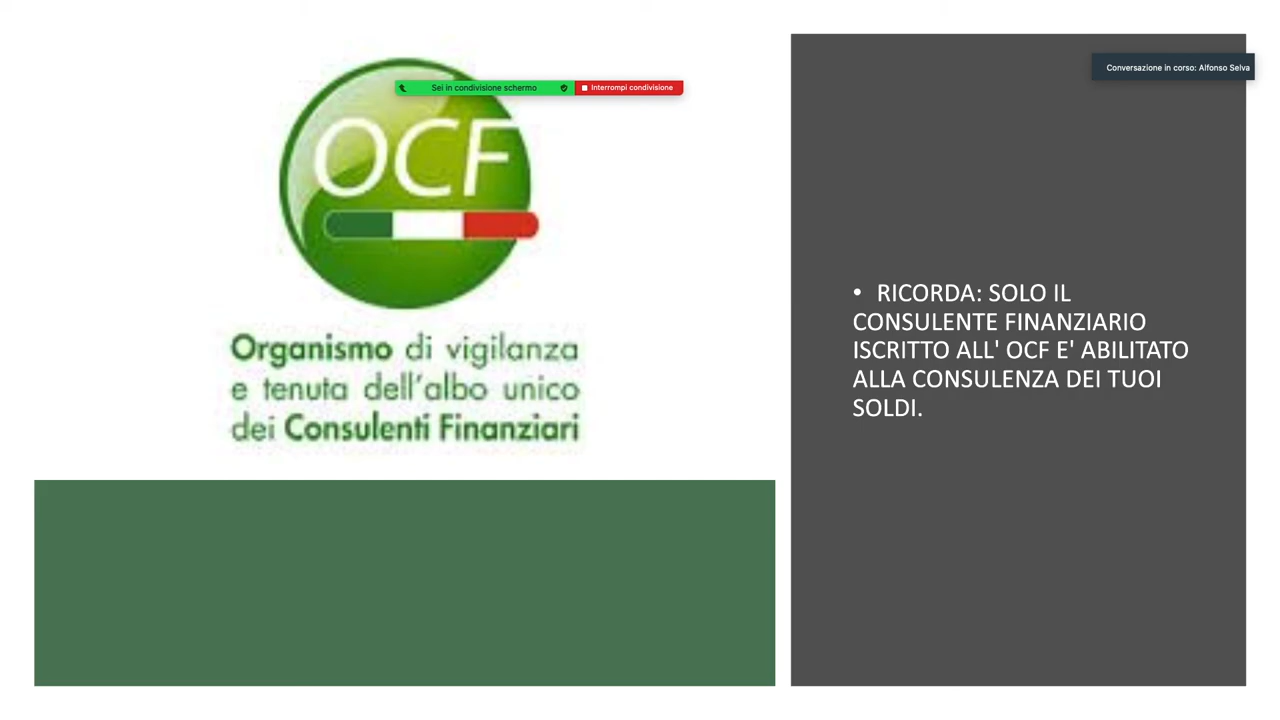 Sei in condivisione schermo
Interrompi condivisione
Conversazione in corso: Alfonso Selva
OCF
Organismo di vigilanza
e tenuta dell'albo unico
dei Consulenti Finanziari
• RICORDA: SOLO IL
CONSULENTE FINANZIARIO
ISCRITTO ALL' OCF E' ABILITATO
ALLA CONSULENZA DEI TUOI
SOLDI.